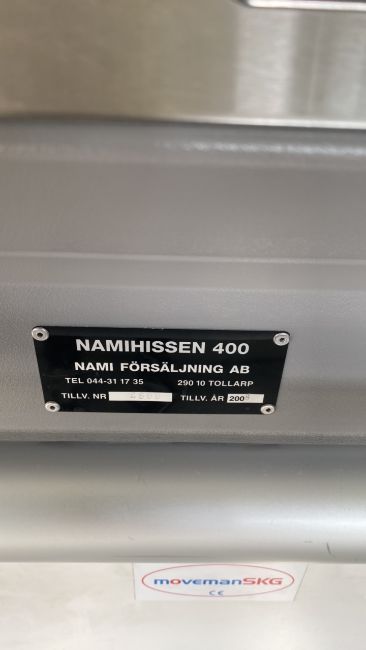 NAMIHISSEN 400
NAMI FÖRSÄLJNING AB
TEL 044-31 17 35 290 10 TOLLARP
TILLV. NR TILLV. ÅR
movemanSKG
CE